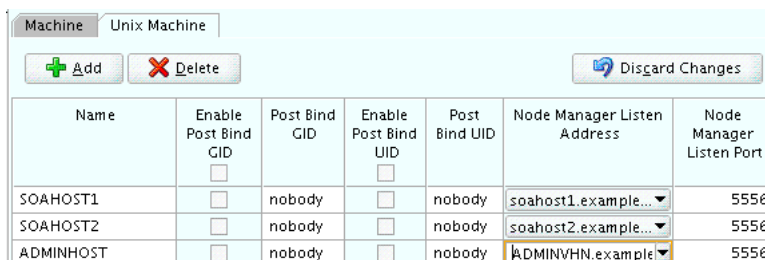 Machine Unix Machine
Add Delete Discard Changes
Name Enable Post Bind Enable Post Node Manager Listen Node
Post Bind GID Post Bind Bind UID Address Manager
GID UID Listen Port
SOAHOST1 nobody nobody soahost1.example... 5556
SOAHOST2 nobody nobody soahost2.example... 5556
ADMINHOST nobody nobody ADMINVHN.example 5556